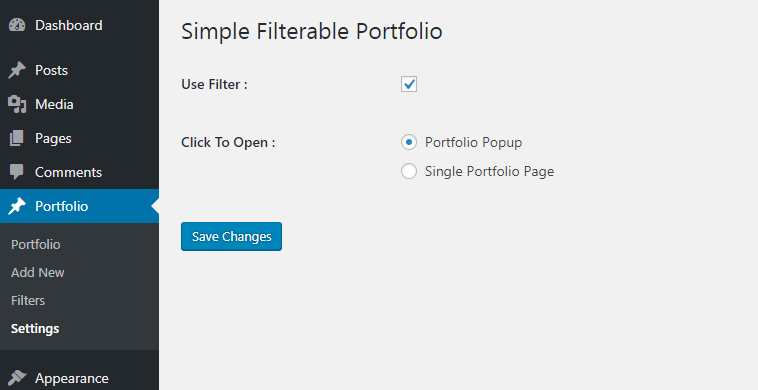 Dashboard
Posts
Media
Pages
Comments
Portfolio
Portfolio
Add New
Filters
Settings
Appearance
Simple Filterable Portfolio
Use Filter :
Click To Open :
Portfolio Popup
Single Portfolio Page
Save Changes